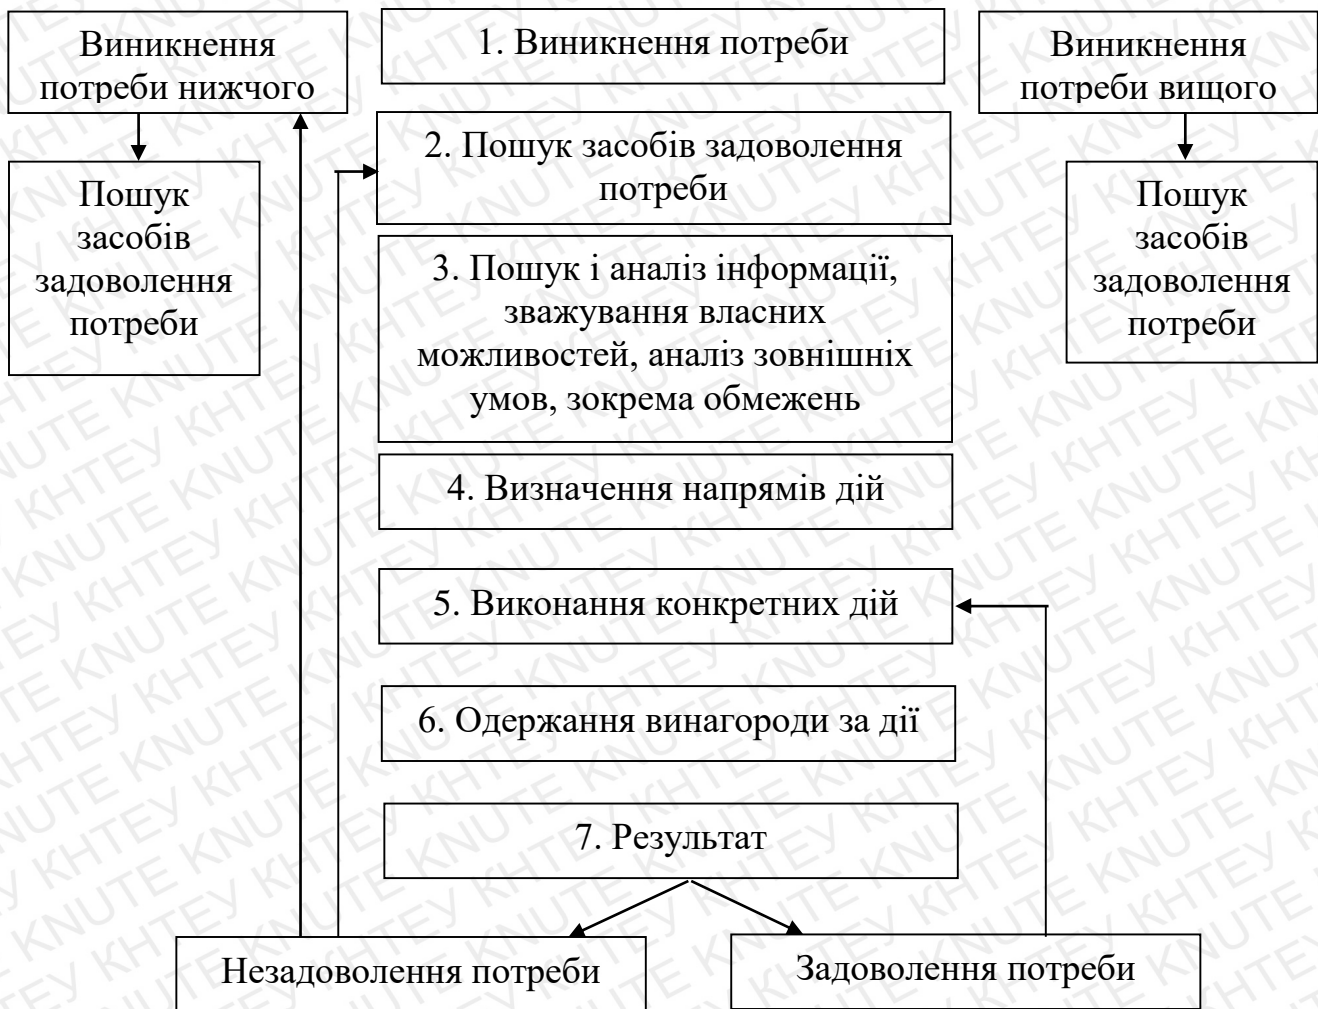 Виникнення
потреби нижчого
1. Виникнення потреби
Виникнення
потреби вищого
2. Пошук засобів задоволення
потреби
Пошук
засобів
задоволення
потреби
Пошук
засобів
задоволення
потреби
3. Пошук і аналіз інформації,
зважування власних
можливостей, аналіз зовнішніх
умов, зокрема обмежень
4. Визначення напрямів дій
5. Виконання конкретних дій
6. Одержання винагороди за дії
7. Результат
Незадоволення потреби
Задоволення потреби
KNUTE КНТЕУ